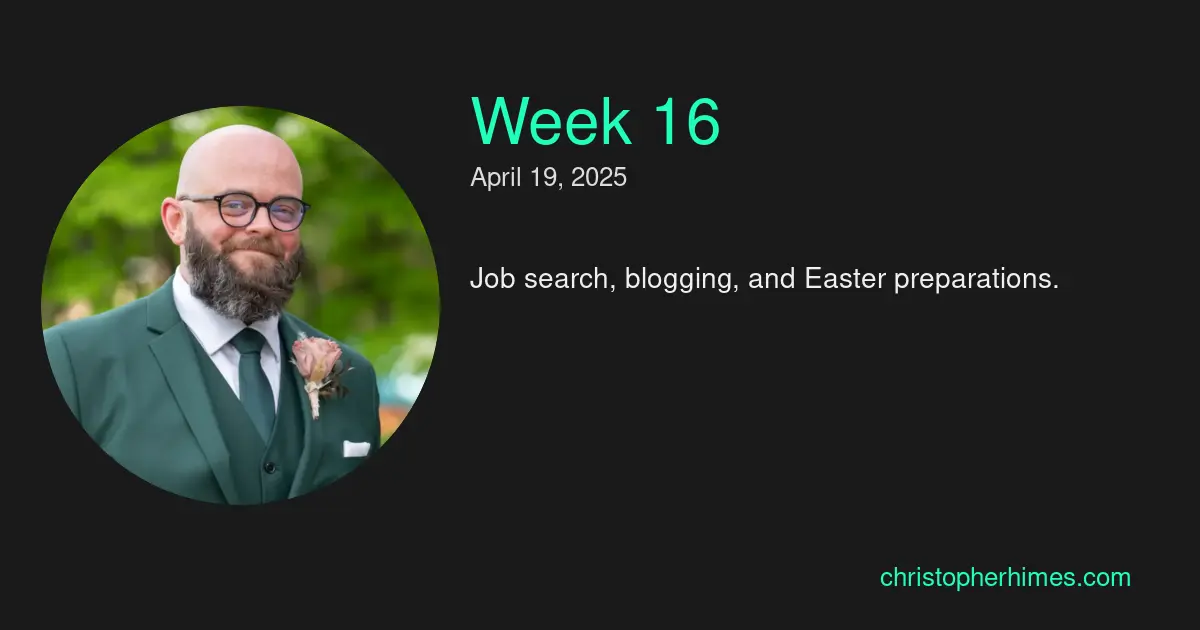 Week 16
April 19, 2025
Job search, blogging, and Easter preparations.
christopherhimes.com